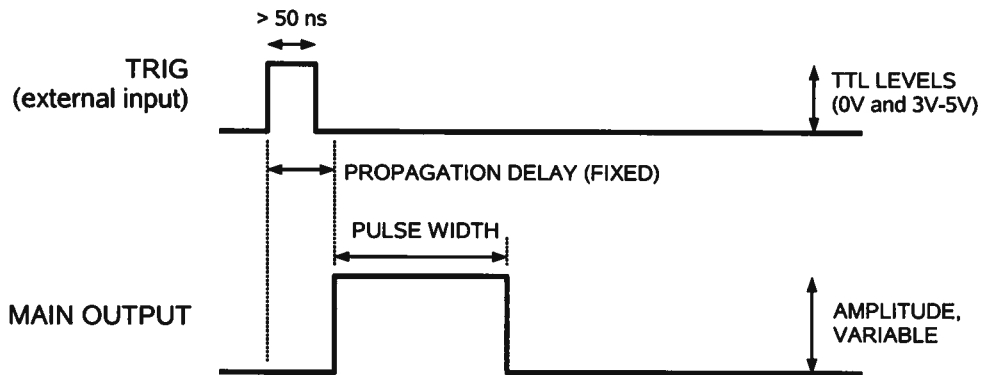 > 50 ns
TRIG
(external input)
TTL LEVELS
(0V and 3V-5V)
PROPAGATION DELAY (FIXED)
PULSE WIDTH
MAIN OUTPUT
AMPLITUDE,
VARIABLE